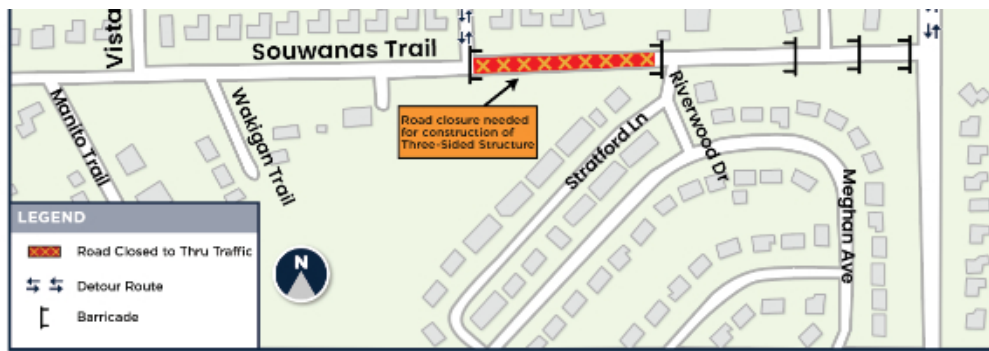 Vista
Souwanas Trail
Manito Trail
Wakigan Trail
Road closure needed
for construction of
Three-Sided Structure
Stratford Ln
Riverwood Dr
Meghan Ave
LEGEND
Road Closed to Thru Traffic
Detour Route
Barricade
N